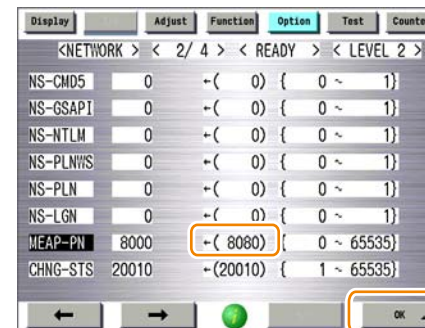 Display Adjust Function Option Test Counte
<NETWORK > < 2/ 4 > < READY > < LEVEL 2 >
NS-CMD5 0 ←( 0) { 0 ~ 1}
NS-GSAPI 0 ←( 0) { 0 ~ 1}
NS-NTLM 0 ←( 0) { 0 ~ 1}
NS-PLNWS 0 ←( 0) { 0 ~ 1}
NS-PLN 0 ←( 0) { 0 ~ 1}
NS-LGN 0 ←( 0) { 0 ~ 1}
MEAP-PN 8000 ←( 8080) { 0 ~ 65535}
CHNG-STS 20010 ←(20010) { 1 ~ 65535}
← → i OK